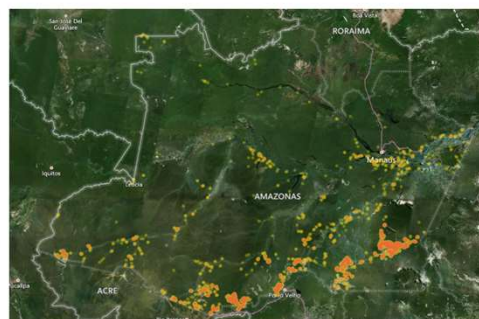 San José Del
Guaviare
Boa Vista
RORAIMA
Iquitos
Manaus
Leticia
AMAZONAS
ACRE
Porto Velho